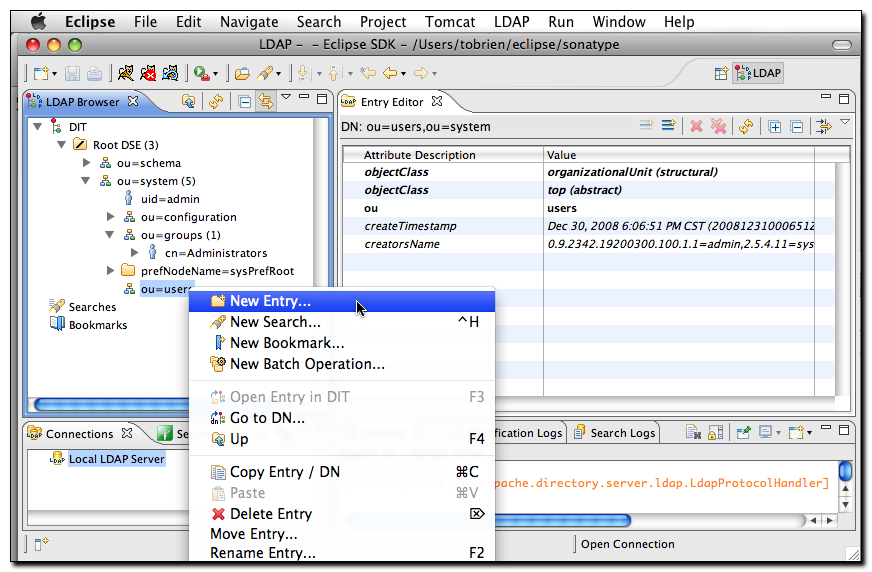 Eclipse File Edit Navigate Search Project Tomcat LDAP Run Window Help
LDAP - - Eclipse SDK - /Users/tobrien/eclipse/sonatype
LDAP
LDAP Browser
Entry Editor
DN: ou=users,ou=system
DIT
Root DSE (3)
ou=schema
ou=system (5)
uid=admin
ou=configuration
ou=groups (1)
cn=Administrators
prefNodeName=sysPrefRoot
ou=users
Searches
Bookmarks
Attribute Description Value
objectClass organizationalUnit (structural)
objectClass top (abstract)
ou users
createTimestamp Dec 30, 2008 6:06:51 PM CST (20081231000651Z
creatorsName 0.9.2342.19200300.100.1.1=admin,2.5.4.11=sys
New Entry...
New Search... ^H
New Bookmark...
New Batch Operation...
Open Entry in DIT F3
Go to DN...
Up F4
Copy Entry / DN ⌘C
Paste ⌘V
Delete Entry ⌦
Move Entry...
Rename Entry... F2
Connections
Local LDAP Server
ification Logs
Search Logs
pache.directory.server.ldap.LdapProtocolHandler]
Open Connection